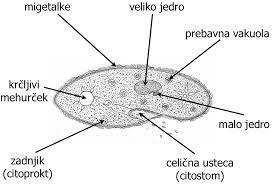 migetalke
veliko jedro
prebavna vakuola
krčljivi
mehurček
malo jedro
zadnjik
(citoprokt)
celična usteca
(citostom)